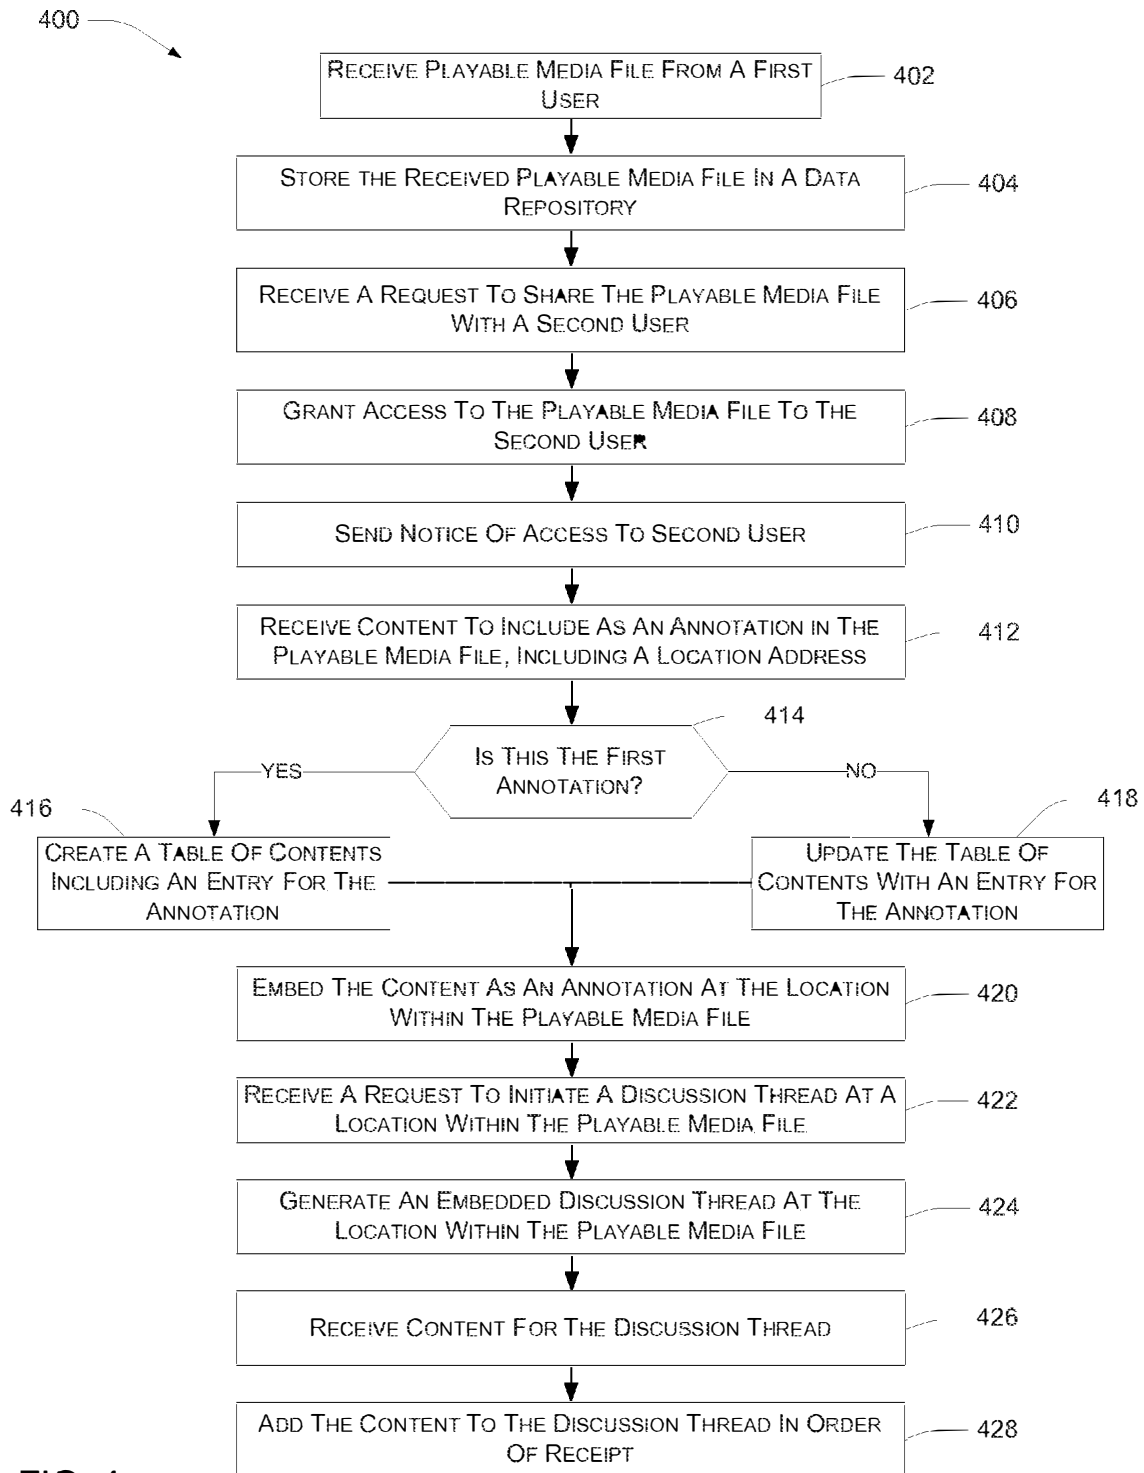 400
RECEIVE PLAYABLE MEDIA FILE FROM A FIRST
USER
402
STORE THE RECEIVED PLAYABLE MEDIA FILE IN A DATA
REPOSITORY
404
RECEIVE A REQUEST TO SHARE THE PLAYABLE MEDIA FILE
WITH A SECOND USER
406
GRANT ACCESS TO THE PLAYABLE MEDIA FILE TO THE
SECOND USER
408
SEND NOTICE OF ACCESS TO SECOND USER
410
RECEIVE CONTENT TO INCLUDE AS AN ANNOTATION IN THE
PLAYABLE MEDIA FILE, INCLUDING A LOCATION ADDRESS
412
IS THIS THE FIRST
ANNOTATION?
414
YES
NO
416
CREATE A TABLE OF CONTENTS
INCLUDING AN ENTRY FOR THE
ANNOTATION
418
UPDATE THE TABLE OF
CONTENTS WITH AN ENTRY FOR
THE ANNOTATION
EMBED THE CONTENT AS AN ANNOTATION AT THE LOCATION
WITHIN THE PLAYABLE MEDIA FILE
420
RECEIVE A REQUEST TO INITIATE A DISCUSSION THREAD AT A
LOCATION WITHIN THE PLAYABLE MEDIA FILE
422
GENERATE AN EMBEDDED DISCUSSION THREAD AT THE
LOCATION WITHIN THE PLAYABLE MEDIA FILE
424
RECEIVE CONTENT FOR THE DISCUSSION THREAD
426
ADD THE CONTENT TO THE DISCUSSION THREAD IN ORDER
OF RECEIPT
428